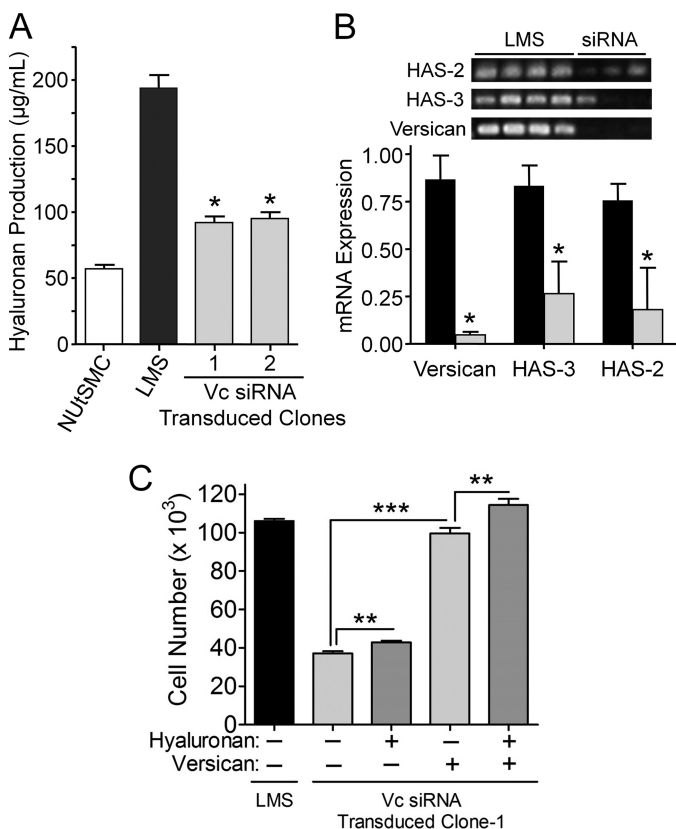 A
Hyaluronan Production (µg/mL)
200
150
100
50
0
* *
NUtSMC
LMS
1 2
Vc siRNA
Transduced Clones
B
LMS siRNA
HAS-2
HAS-3
Versican
mRNA Expression
1.00
0.75
0.50
0.25
0.00
* * *
Versican HAS-3 HAS-2
C
Cell Number (x 10³)
120
100
80
60
40
20
0
*** **
**
Hyaluronan: – – + – +
Versican: – – – + +
LMS Vc siRNA
Transduced Clone-1